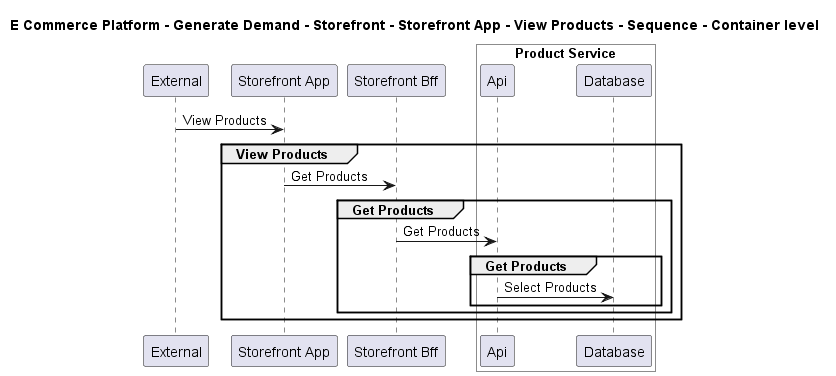 E Commerce Platform - Generate Demand - Storefront - Storefront App - View Products - Sequence - Container level
Product Service
External Storefront App Storefront Bff Api Database
View Products
View Products
Get Products
Get Products
Get Products
Get Products
Select Products
External Storefront App Storefront Bff Api Database